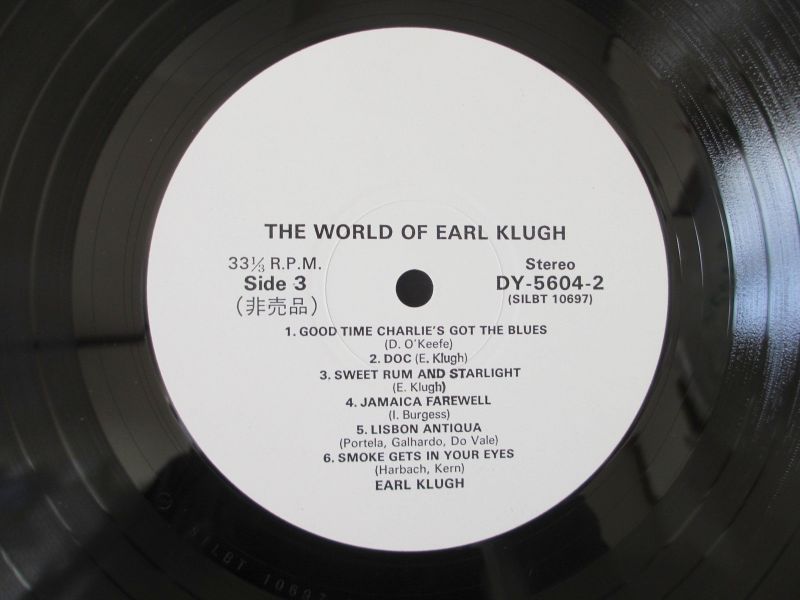 THE WORLD OF EARL KLUGH
33⅓ R.P.M.
Side 3
(非売品)
Stereo
DY-5604-2
(SILBT 10697)
1. GOOD TIME CHARLIE'S GOT THE BLUES
(D. O'Keefe)
2. DOC (E. Klugh)
3. SWEET RUM AND STARLIGHT
(E. Klugh)
4. JAMAICA FAREWELL
(I. Burgess)
5. LISBON ANTIQUA
(Portela, Galhardo, Do Vale)
6. SMOKE GETS IN YOUR EYES
(Harbach, Kern)
EARL KLUGH
SILBT 10697